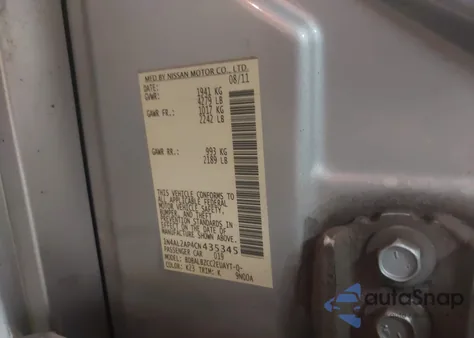 MFD BY NISSAN MOTOR CO., LTD.
DATE: 08/11
GVWR: 1941 KG
4279 LB
GAWR FR.: 1017 KG
2242 LB
GAWR RR.: 993 KG
2189 LB
THIS VEHICLE CONFORMS TO
ALL APPLICABLE FEDERAL
MOTOR VEHICLE SAFETY,
BUMPER, AND THEFT
PREVENTION STANDARDS IN
EFFECT ON THE DATE OF
MANUFACTURE SHOWN ABOVE.
1N4AL2AP4CN435345
PASSENGER CAR 019
MODEL: BDBALBZCC2EUAYT-Q-
COLOR: K23 TRIM: K
autoSnap